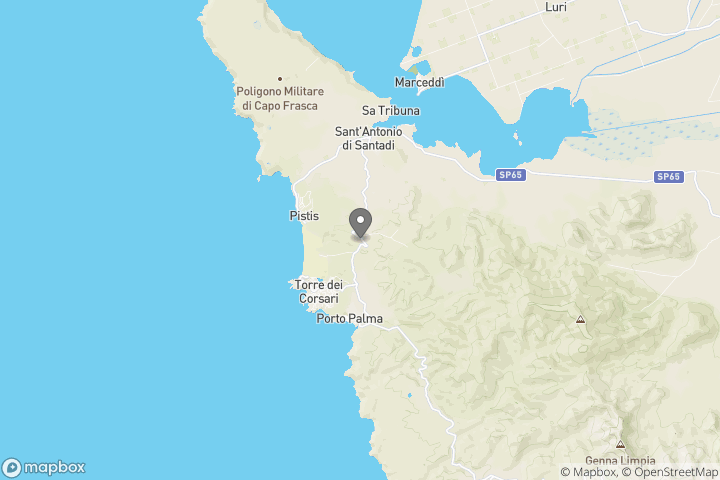 Luri
Marceddì
Poligono Militare
di Capo Frasca
Sa Tribuna
Sant'Antonio
di Santadi
SP65
SP65
Pistis
Torre dei
Corsari
Porto Palma
Genna Limpia
mapbox
© Mapbox, © OpenStreetMap